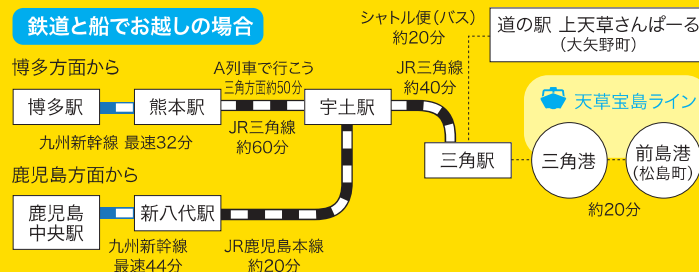 鉄道と船でお越しの場合
シャトル便(バス)
約20分
道の駅 上天草さんぱーる
(大矢野町)
博多方面から
A列車で行こう
三角方面約50分
JR三角線
約40分
博多駅
熊本駅
宇土駅
九州新幹線 最速32分
JR三角線
約60分
天草宝島ライン
三角駅
三角港
前島港
(松島町)
約20分
鹿児島方面から
鹿児島
中央駅
新八代駅
九州新幹線
最速44分
JR鹿児島本線
約20分